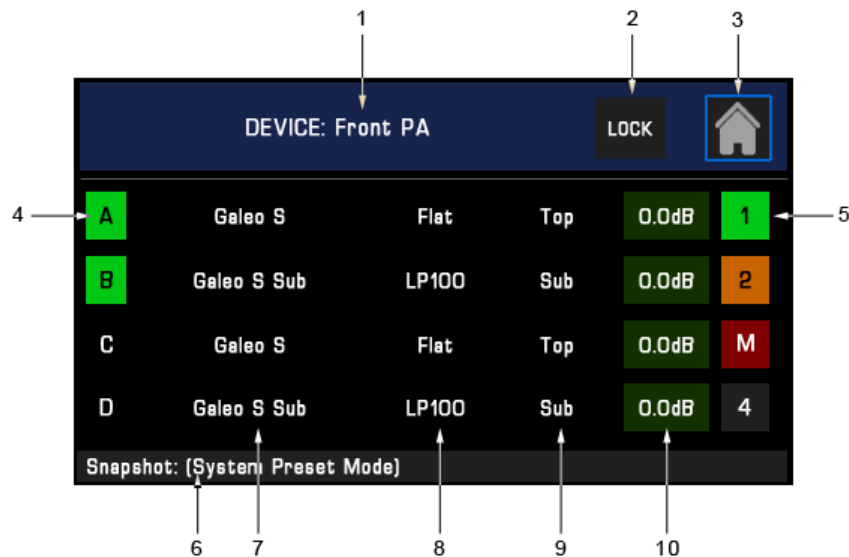 1 2 3
DEVICE: Front PA LOCK
4 A Galeo S Flat Top 0.0dB 1 5
B Galeo S Sub LP100 Sub 0.0dB 2
C Galeo S Flat Top 0.0dB M
D Galeo S Sub LP100 Sub 0.0dB 4
Snapshot: (System Preset Mode)
6 7 8 9 10